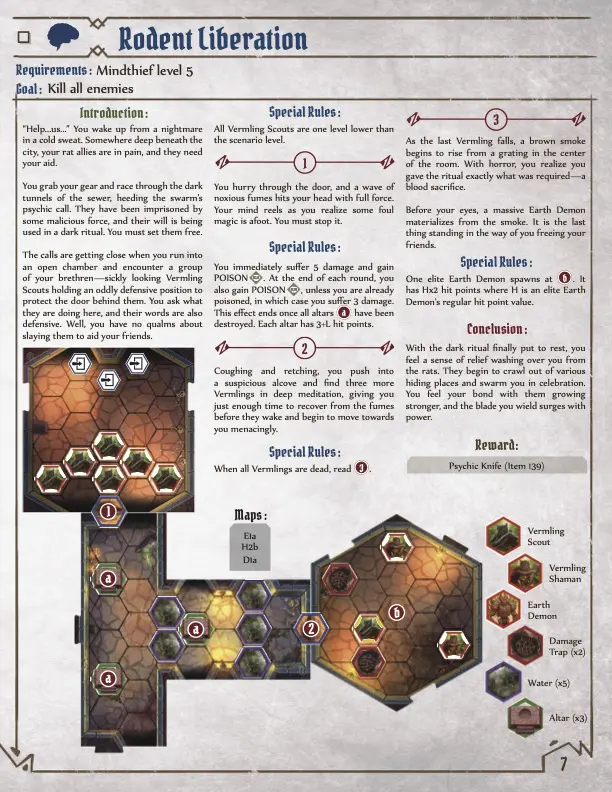 Rodent Liberation
Requirements: Mindthief level 5
Goal: Kill all enemies
Introduction:
"Help...us..." You wake up from a nightmare
in a cold sweat. Somewhere deep beneath the
city, your rat allies are in pain, and they need
your aid.
You grab your gear and race through the dark
tunnels of the sewer, heeding the swarm's
psychic call. They have been imprisoned by
some malicious force, and their will is being
used in a dark ritual. You must set them free.
The calls are getting close when you run into
an open chamber and encounter a group
of your brethren—sickly looking Vermling
Scouts holding an oddly defensive position to
protect the door behind them. You ask what
they are doing here, and their words are also
defensive. Well, you have no qualms about
slaying them to aid your friends.
Special Rules:
All Vermling Scouts are one level lower than
the scenario level.
1
You hurry through the door, and a wave of
noxious fumes hits your head with full force.
Your mind reels as you realize some foul
magic is afoot. You must stop it.
Special Rules:
You immediately suffer 5 damage and gain
POISON. At the end of each round, you
also gain POISON, unless you are already
poisoned, in which case you suffer 3 damage.
This effect ends once all altars a have been
destroyed. Each altar has 3+L hit points.
2
Coughing and retching, you push into
a suspicious alcove and find three more
Vermlings in deep meditation, giving you
just enough time to recover from the fumes
before they wake and begin to move towards
you menacingly.
Special Rules:
When all Vermlings are dead, read 3.
3
As the last Vermling falls, a brown smoke
begins to rise from a grating in the center
of the room. With horror, you realize you
gave the ritual exactly what was required—a
blood sacrifice.
Before your eyes, a massive Earth Demon
materializes from the smoke. It is the last
thing standing in the way of you freeing your
friends.
Special Rules:
One elite Earth Demon spawns at b. It
has Hx2 hit points where H is an elite Earth
Demon's regular hit point value.
Conclusion:
With the dark ritual finally put to rest, you
feel a sense of relief washing over you from
the rats. They begin to crawl out of various
hiding places and swarm you in celebration.
You feel your bond with them growing
stronger, and the blade you wield surges with
power.
Reward:
Psychic Knife (Item 139)
Maps:
E1a
H2b
D1a
1
a
a
a
2
b
Vermling
Scout
Vermling
Shaman
Earth
Demon
Damage
Trap (x2)
Water (x5)
Altar (x3)
7